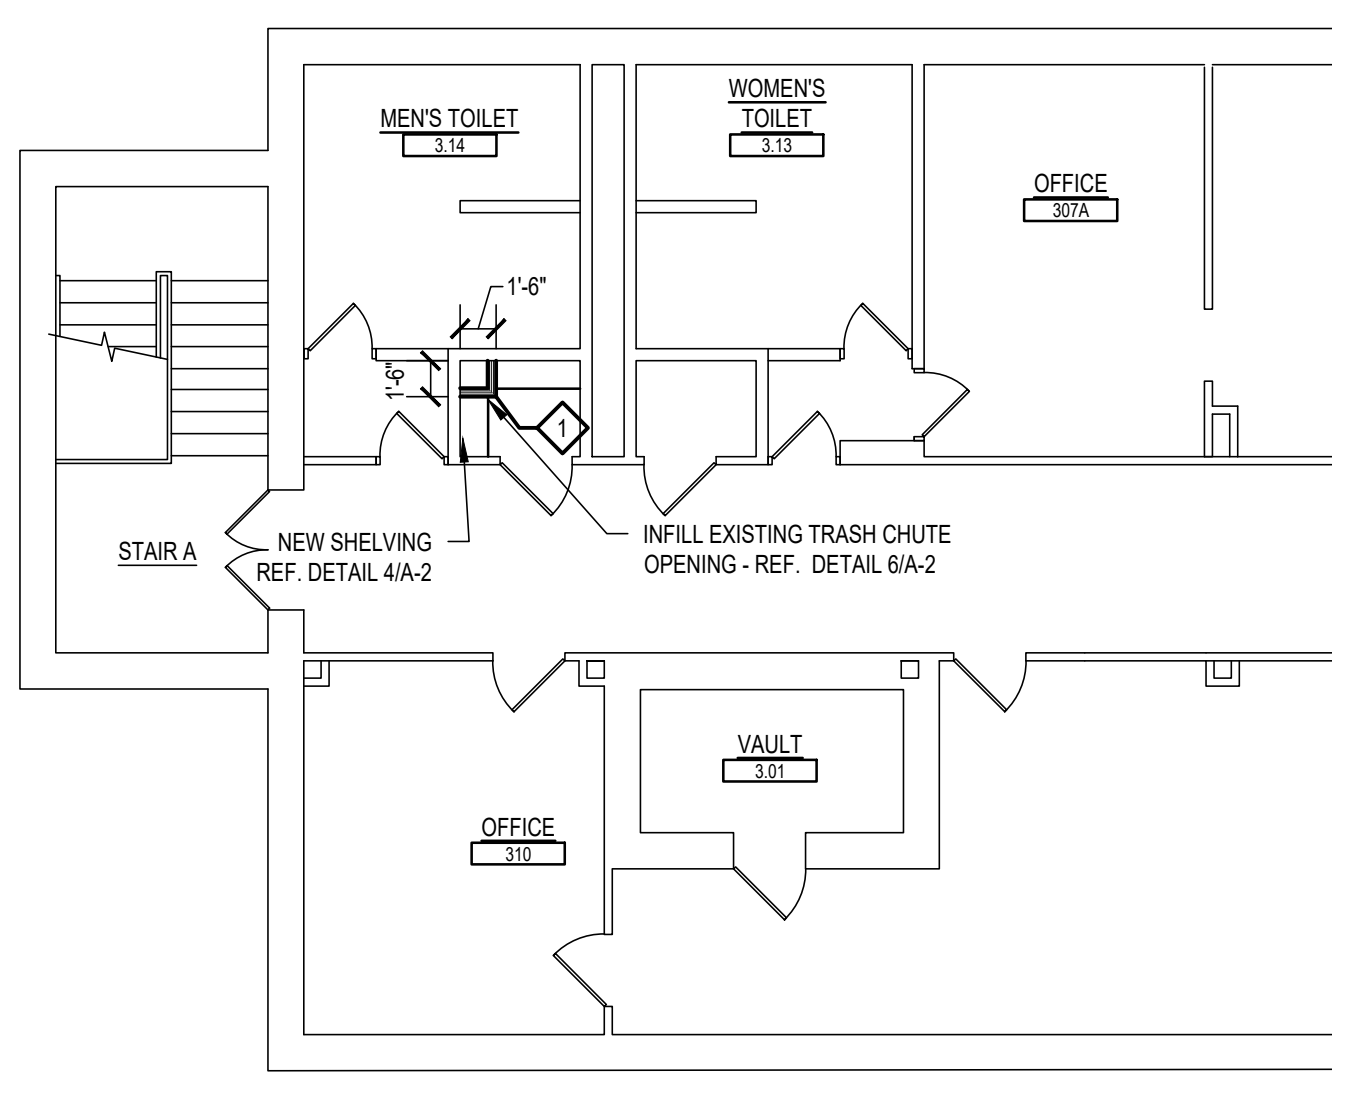 WOMEN'S
TOILET
3.13
MEN'S TOILET
3.14
OFFICE
307A
1'-6"
1'-6"
1
NEW SHELVING
REF. DETAIL 4/A-2
INFILL EXISTING TRASH CHUTE
OPENING - REF.  DETAIL 6/A-2
STAIR A
VAULT
3.01
OFFICE
310